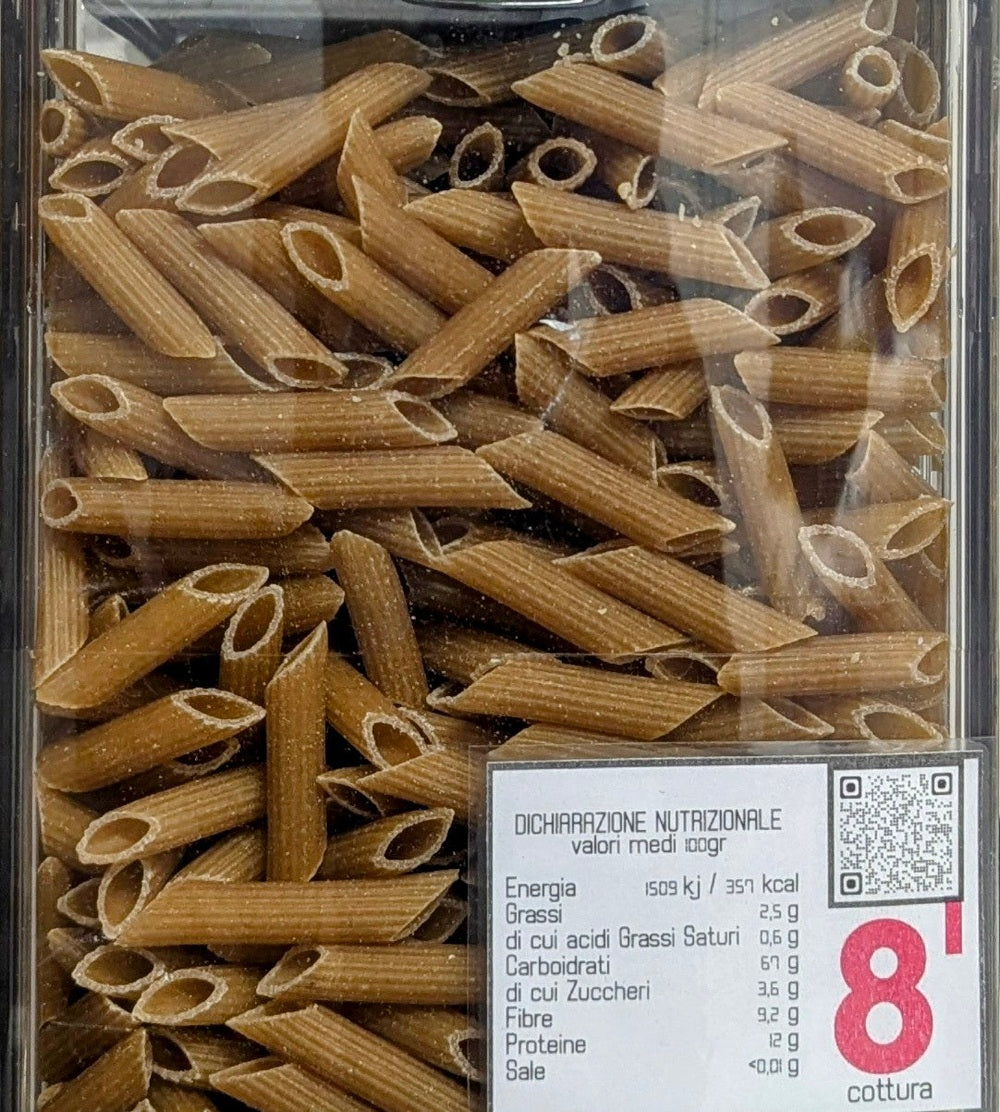 DICHIARAZIONE NUTRIZIONALE
valori medi 100gr
Energia 1509 kj / 357 kcal
Grassi 2,5 g
di cui acidi Grassi Saturi 0,6 g
Carboidrati 67 g
di cui Zuccheri 3,6 g
Fibre 9,2 g
Proteine 12 g
Sale <0,01 g
8'
cottura